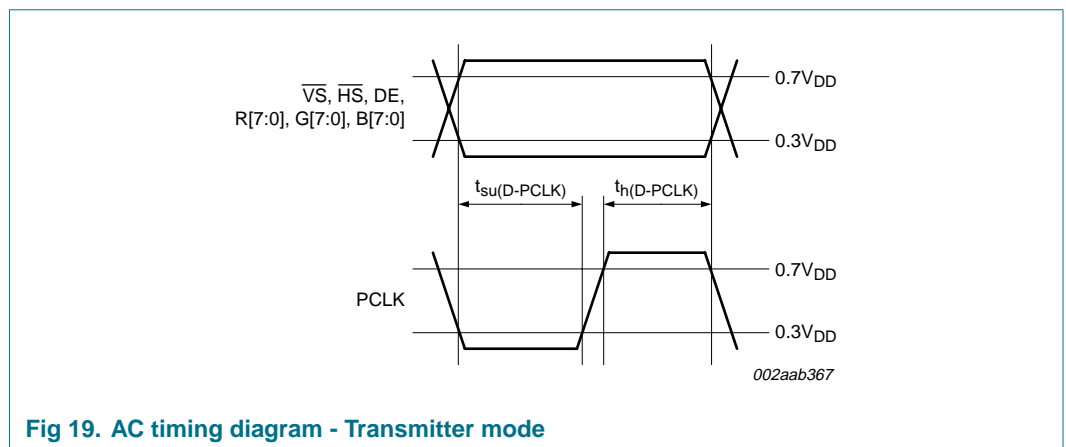 0.7VDD
VS, HS, DE,
R[7:0], G[7:0], B[7:0]
0.3VDD
tsu(D-PCLK)
th(D-PCLK)
0.7VDD
PCLK
0.3VDD
002aab367
Fig 19. AC timing diagram - Transmitter mode